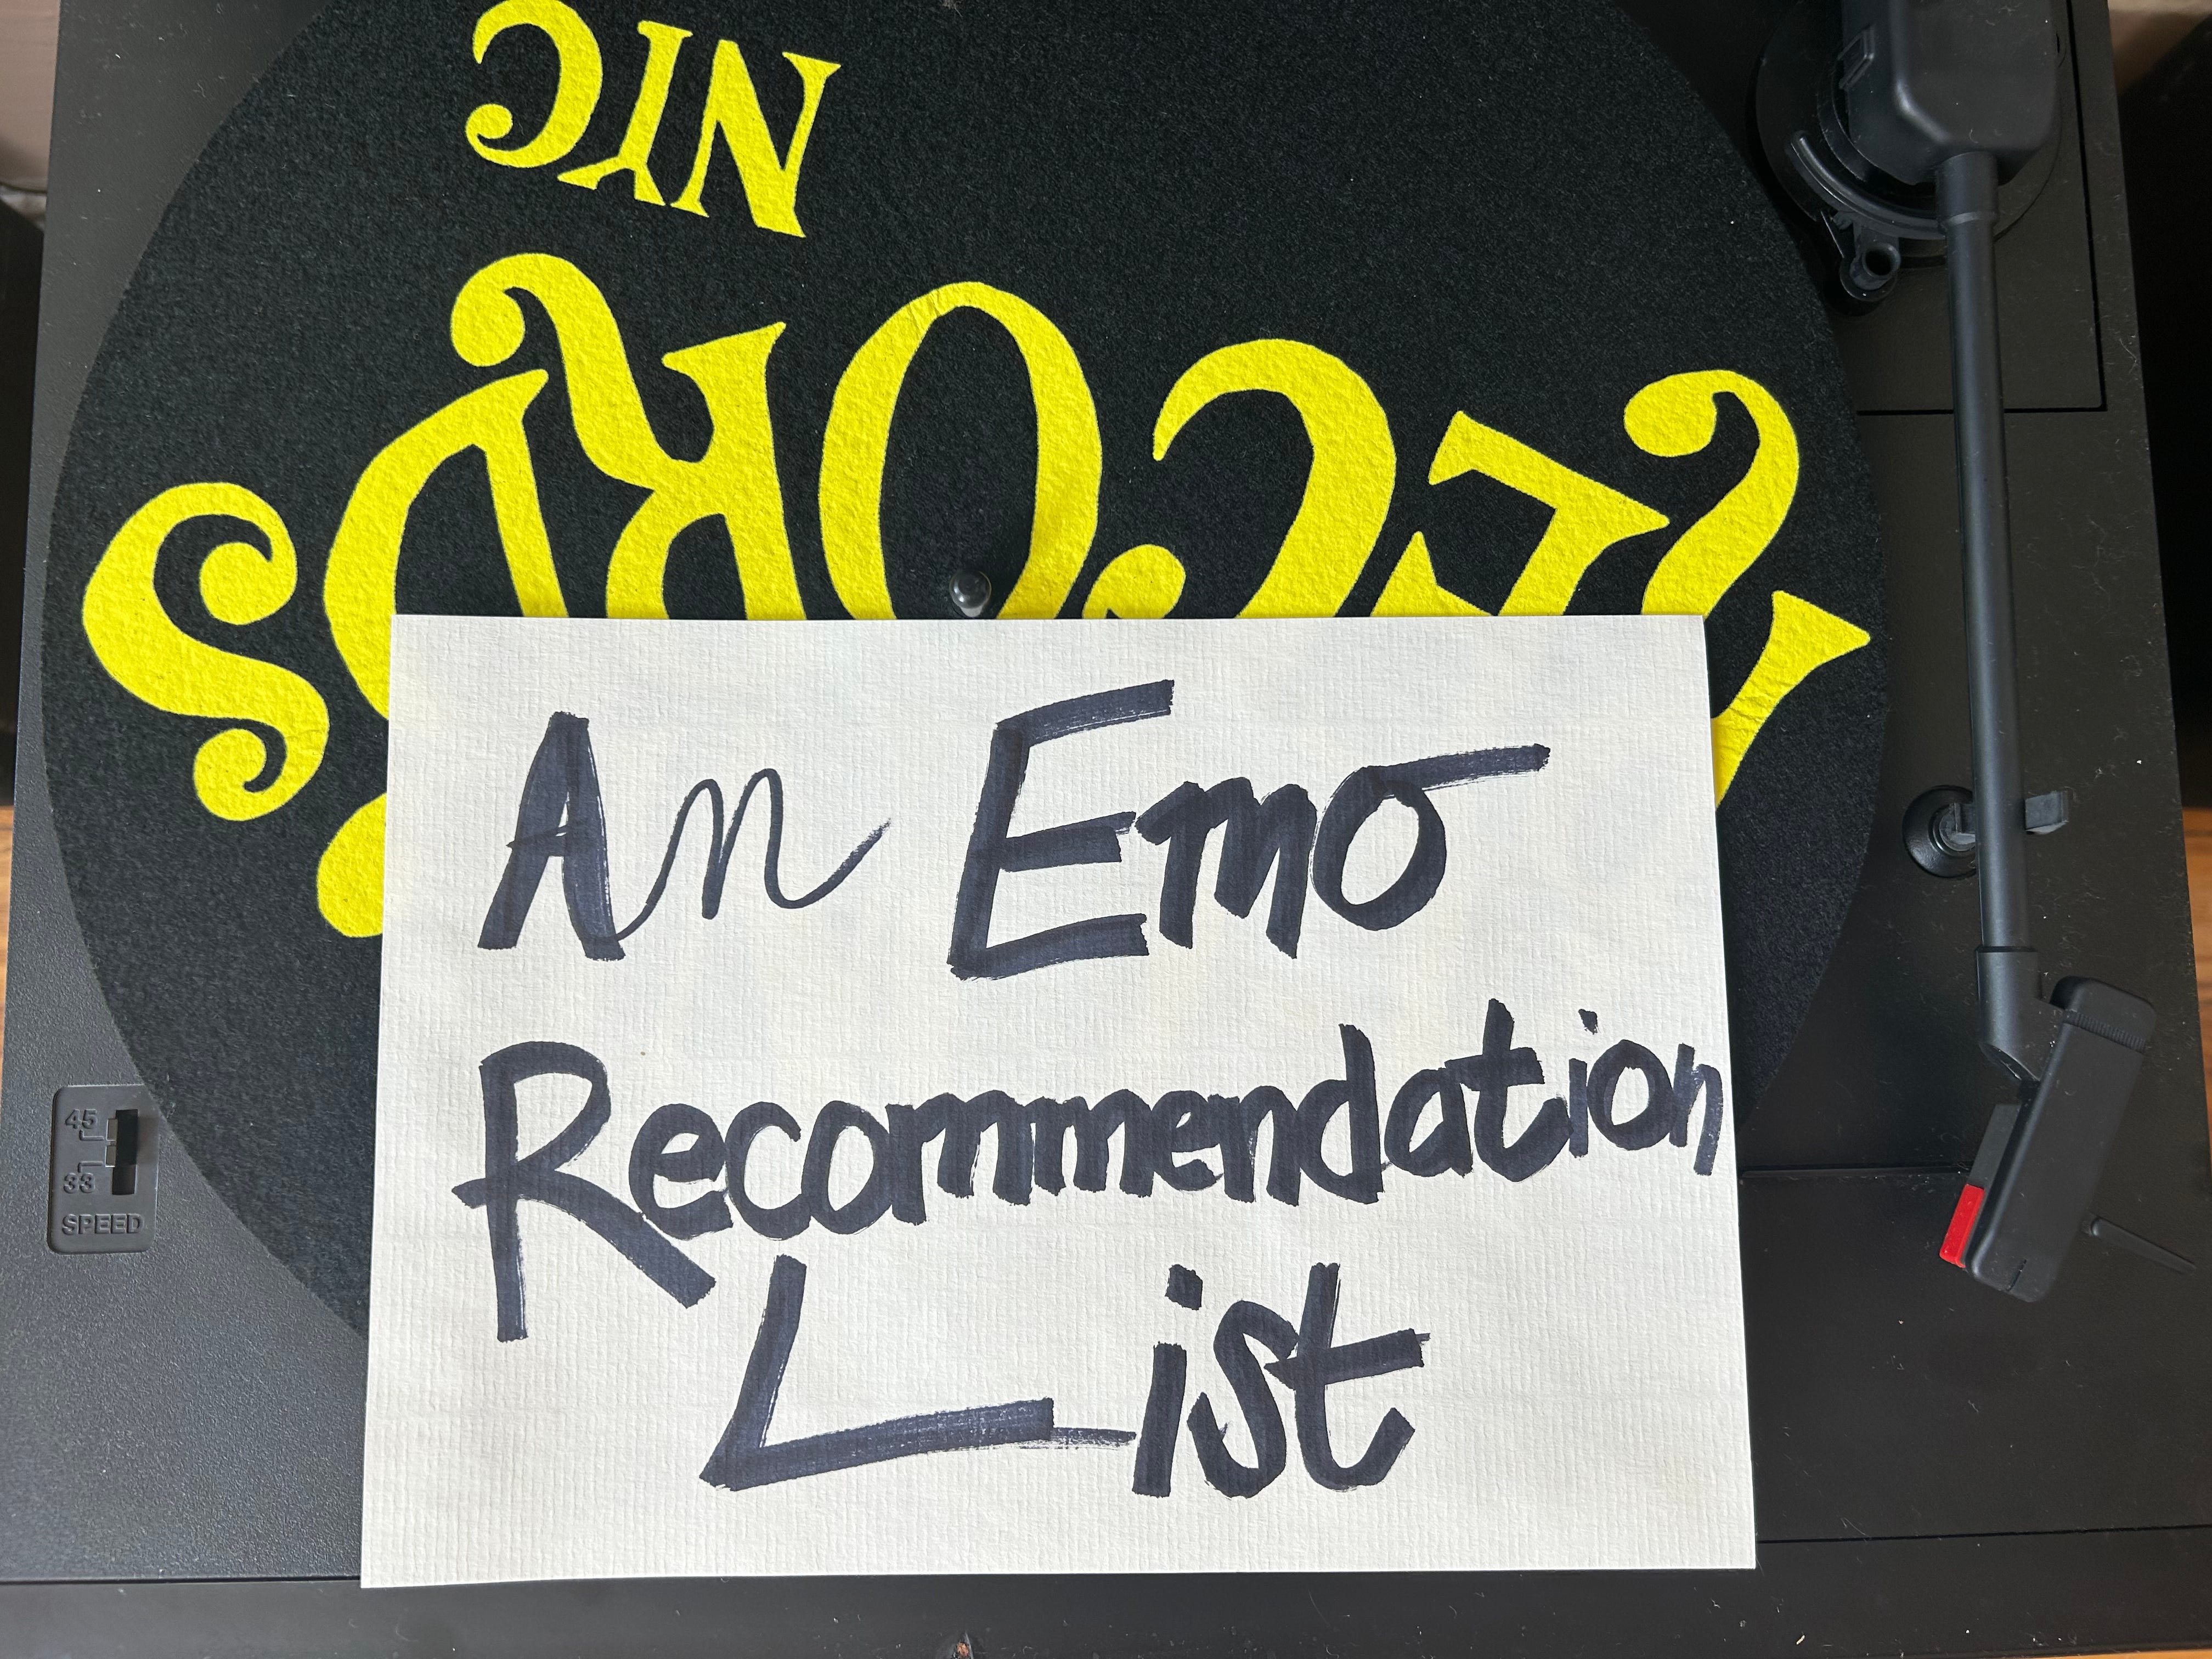 NYC
RECORDS
An Emo
Recommendation
List
45
33
SPEED